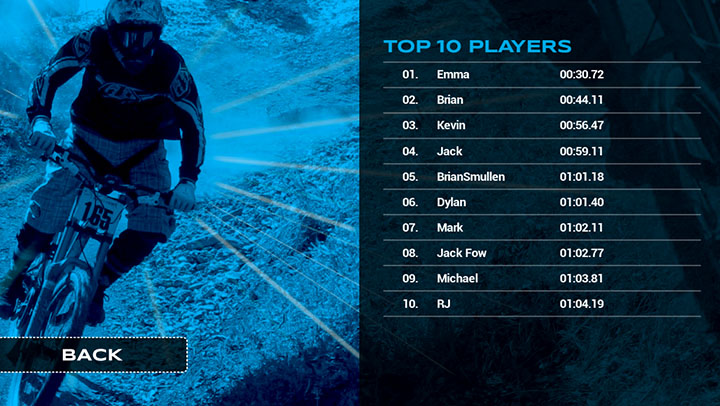 TOP 10 PLAYERS
01. Emma 00:30.72
02. Brian 00:44.11
03. Kevin 00:56.47
04. Jack 00:59.11
05. BrianSmullen 01:01.18
06. Dylan 01:01.40
07. Mark 01:02.11
08. Jack Fow 01:02.77
09. Michael 01:03.81
10. RJ 01:04.19
165
BACK